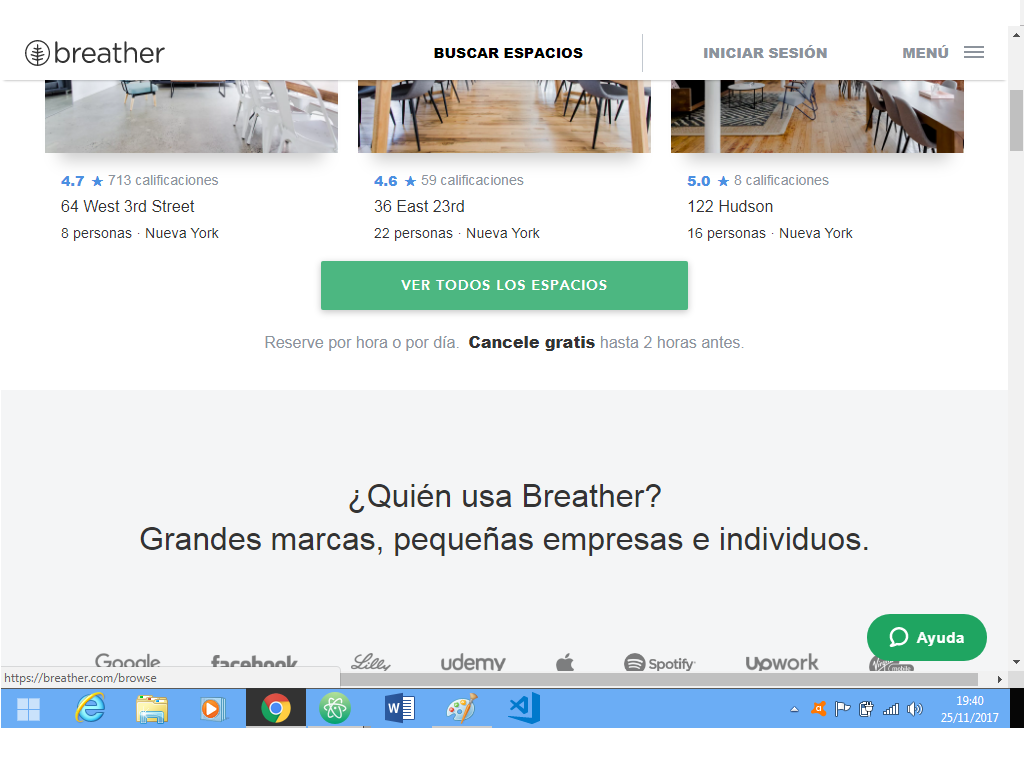 breather
BUSCAR ESPACIOS
INICIAR SESIÓN
MENÚ
4.7 ★ 713 calificaciones
64 West 3rd Street
8 personas · Nueva York
4.6 ★ 59 calificaciones
36 East 23rd
22 personas · Nueva York
5.0 ★ 8 calificaciones
122 Hudson
16 personas · Nueva York
VER TODOS LOS ESPACIOS
Reserve por hora o por día. Cancele gratis hasta 2 horas antes.
¿Quién usa Breather?
Grandes marcas, pequeñas empresas e individuos.
Ayuda
Google facebook Lilly udemy Spotify Upwork Virgin mobile
https://breather.com/browse
19:40
25/11/2017